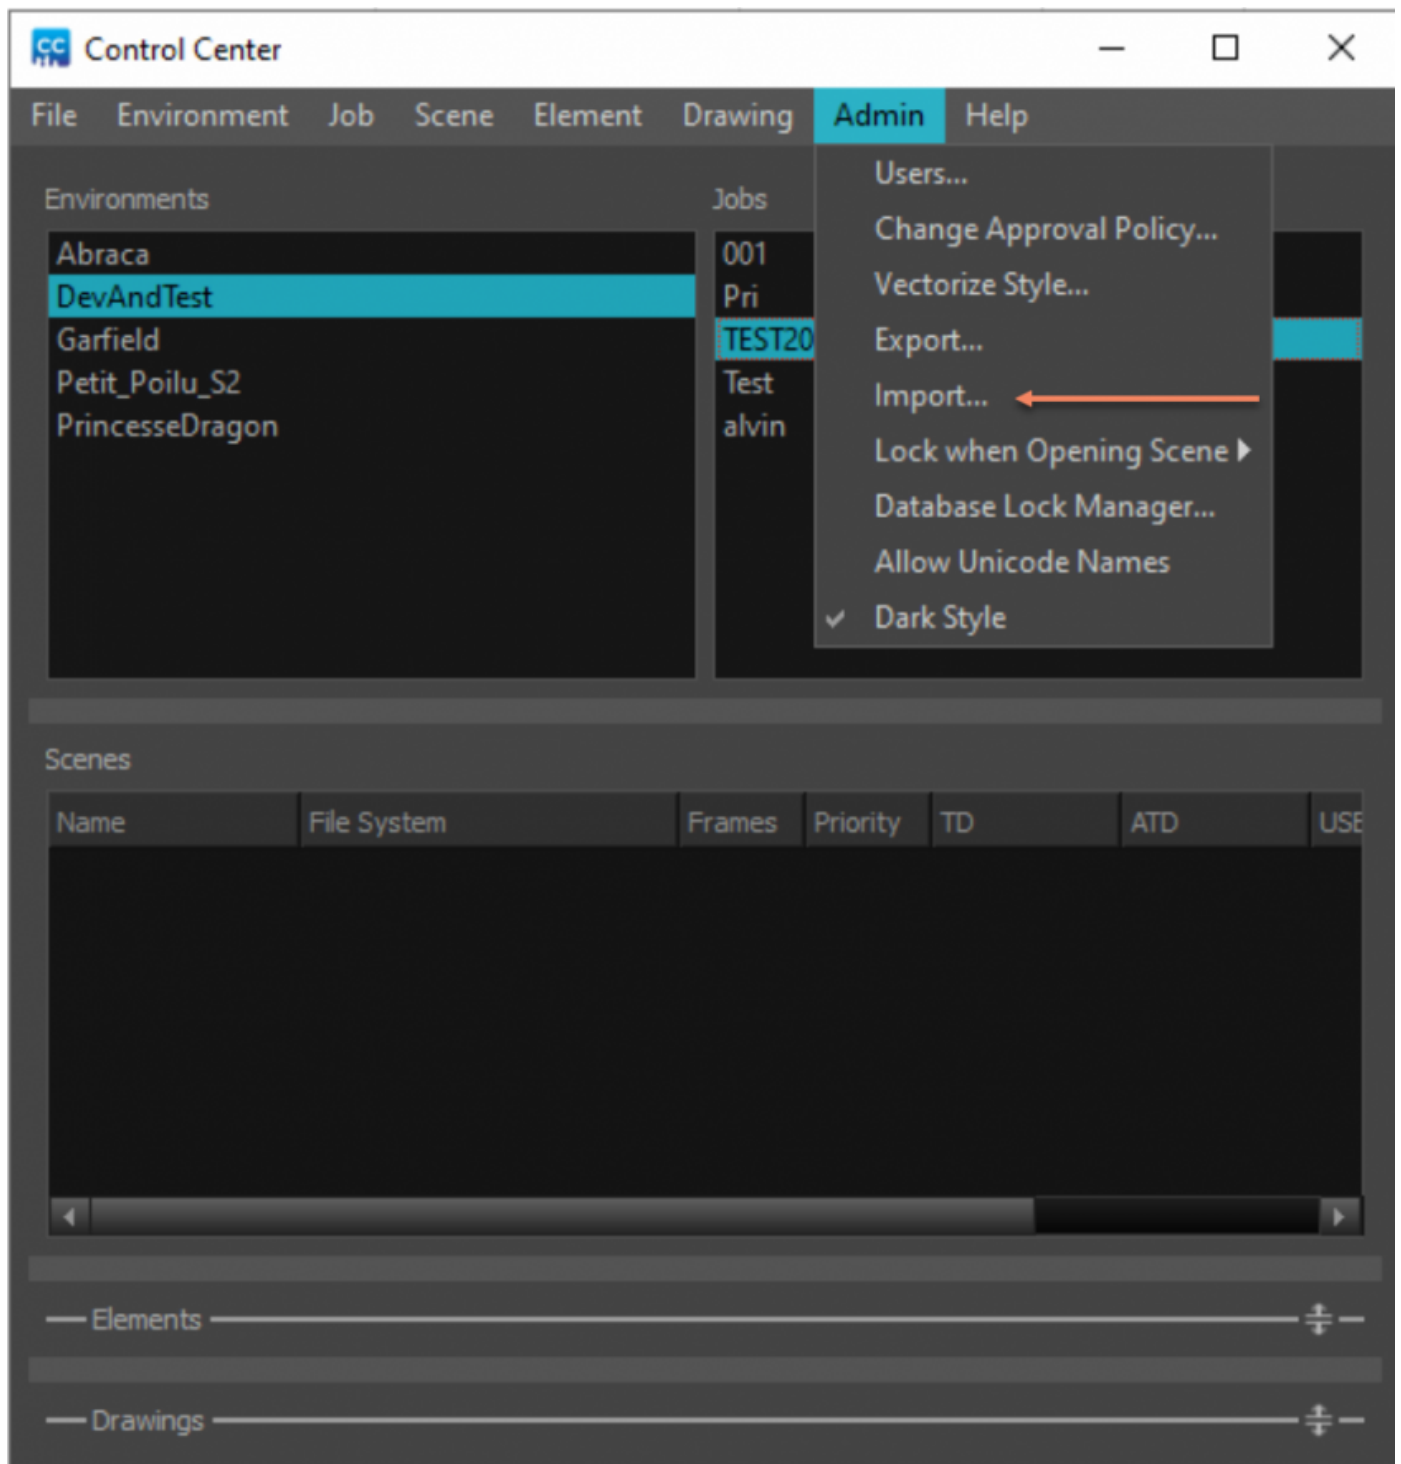 Control Center
File Environment Job Scene Element Drawing Admin Help
Environments
Abraca
DevAndTest
Garfield
Petit_Poilu_S2
PrincesseDragon
Jobs
001
Pri
TEST20
Test
alvin
Users...
Change Approval Policy...
Vectorize Style...
Export...
Import...
Lock when Opening Scene
Database Lock Manager...
Allow Unicode Names
Dark Style
Scenes
Name File System Frames Priority TD ATD USE
Elements
Drawings